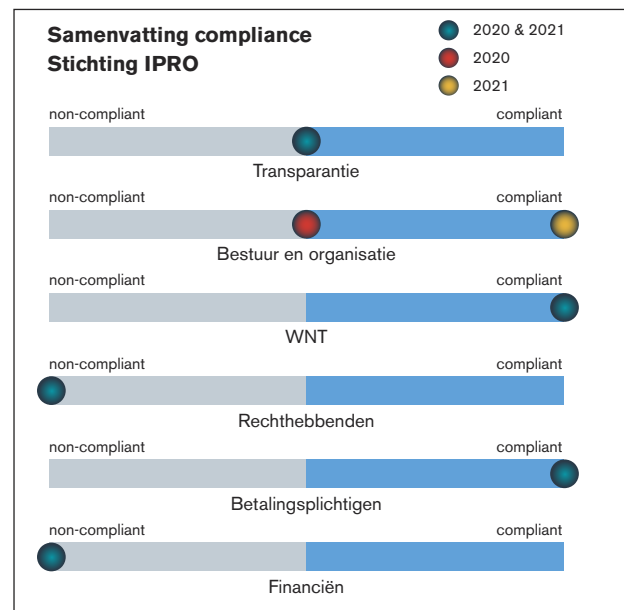 Samenvatting compliance
Stichting IPRO
2020 & 2021
2020
2021
non-compliant compliant
Transparantie
non-compliant compliant
Bestuur en organisatie
non-compliant compliant
WNT
non-compliant compliant
Rechthebbenden
non-compliant compliant
Betalingsplichtigen
non-compliant compliant
Financiën